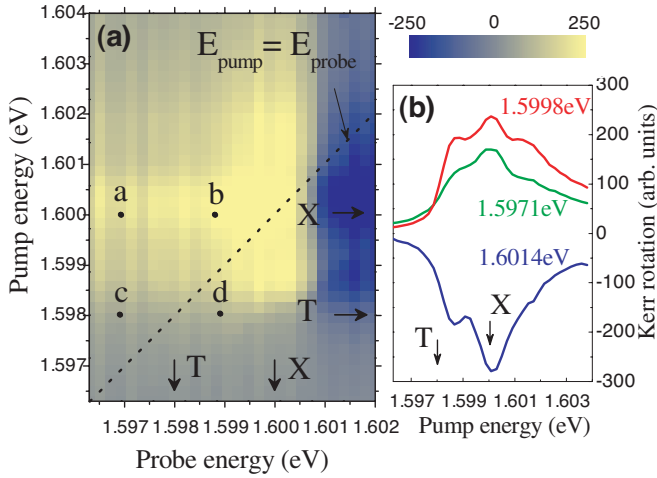 (a)
E_pump = E_probe
a
b
c
d
X
T
T
X
1.604
1.603
1.602
1.601
1.600
1.599
1.598
1.597
Pump energy (eV)
1.597 1.598 1.599 1.600 1.601 1.602
Probe energy (eV)
-250 0 250
(b)
1.5998eV
1.5971eV
1.6014eV
X
T
300
200
100
0
-100
-200
-300
Kerr rotation (arb. units)
1.597 1.599 1.601 1.603
Pump energy (eV)